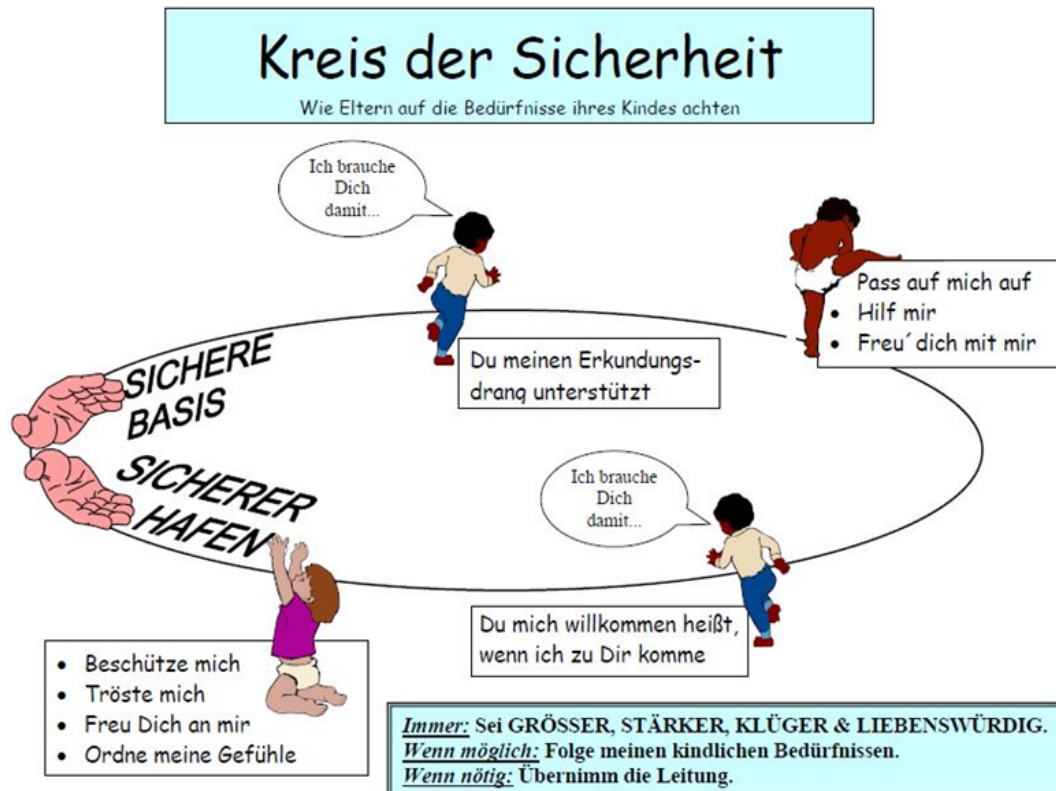 Kreis der Sicherheit
Wie Eltern auf die Bedürfnisse ihres Kindes achten
Ich brauche
Dich
damit...
Du meinen Erkundungs-
drang unterstützt
Pass auf mich auf
• Hilf mir
• Freu´ dich mit mir
SICHERE
BASIS
SICHERER
HAFEN
Ich brauche
Dich
damit...
Du mich willkommen heißt,
wenn ich zu Dir komme
• Beschütze mich
• Tröste mich
• Freu Dich an mir
• Ordne meine Gefühle
Immer: Sei GRÖSSER, STÄRKER, KLÜGER & LIEBENSWÜRDIG.
Wenn möglich: Folge meinen kindlichen Bedürfnissen.
Wenn nötig: Übernimm die Leitung.